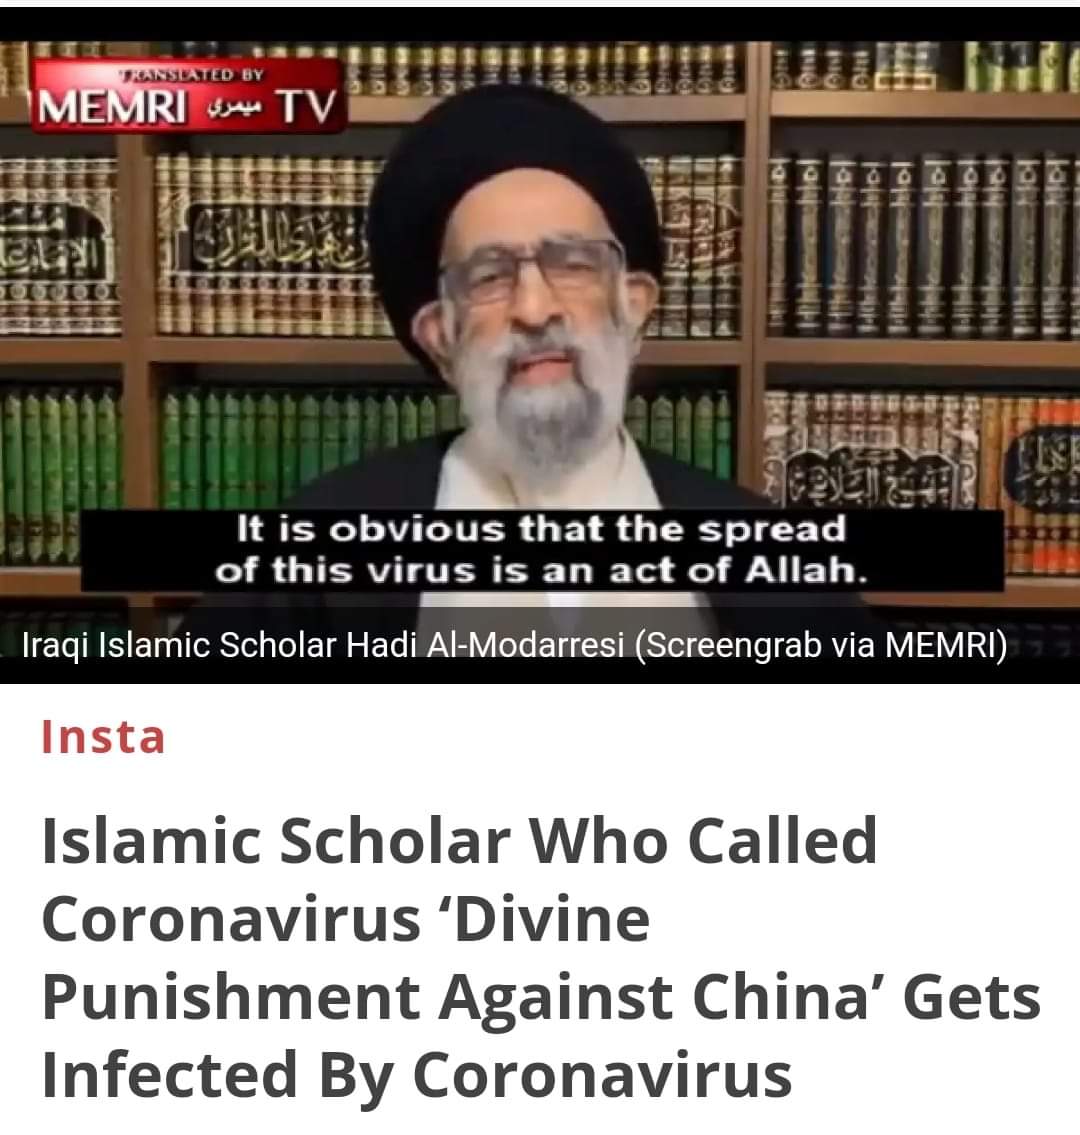 TRANSLATED BY
MEMRI ميمري TV
It is obvious that the spread
of this virus is an act of Allah.
Iraqi Islamic Scholar Hadi Al-Modarresi (Screengrab via MEMRI)
Insta
Islamic Scholar Who Called
Coronavirus ‘Divine
Punishment Against China’ Gets
Infected By Coronavirus